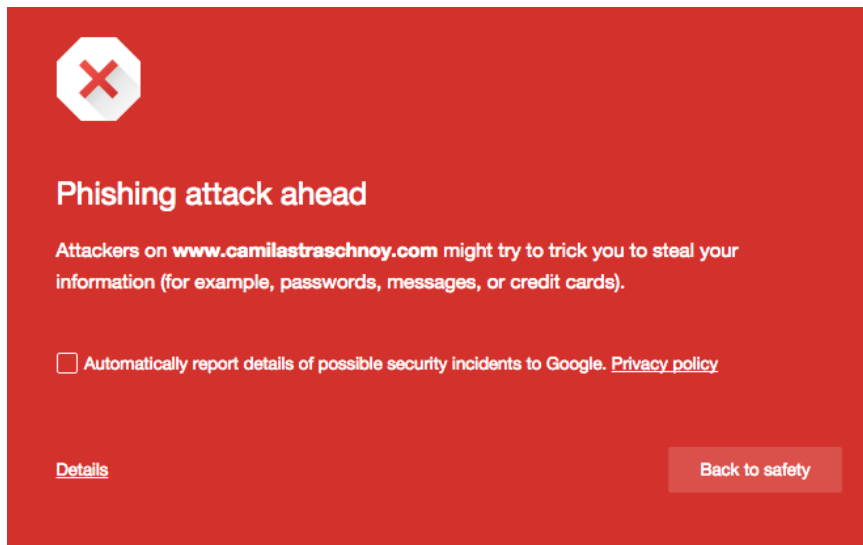 Phishing attack ahead
Attackers on www.camilastraschnoy.com might try to trick you to steal your
information (for example, passwords, messages, or credit cards).
Automatically report details of possible security incidents to Google. Privacy policy
Details
Back to safety